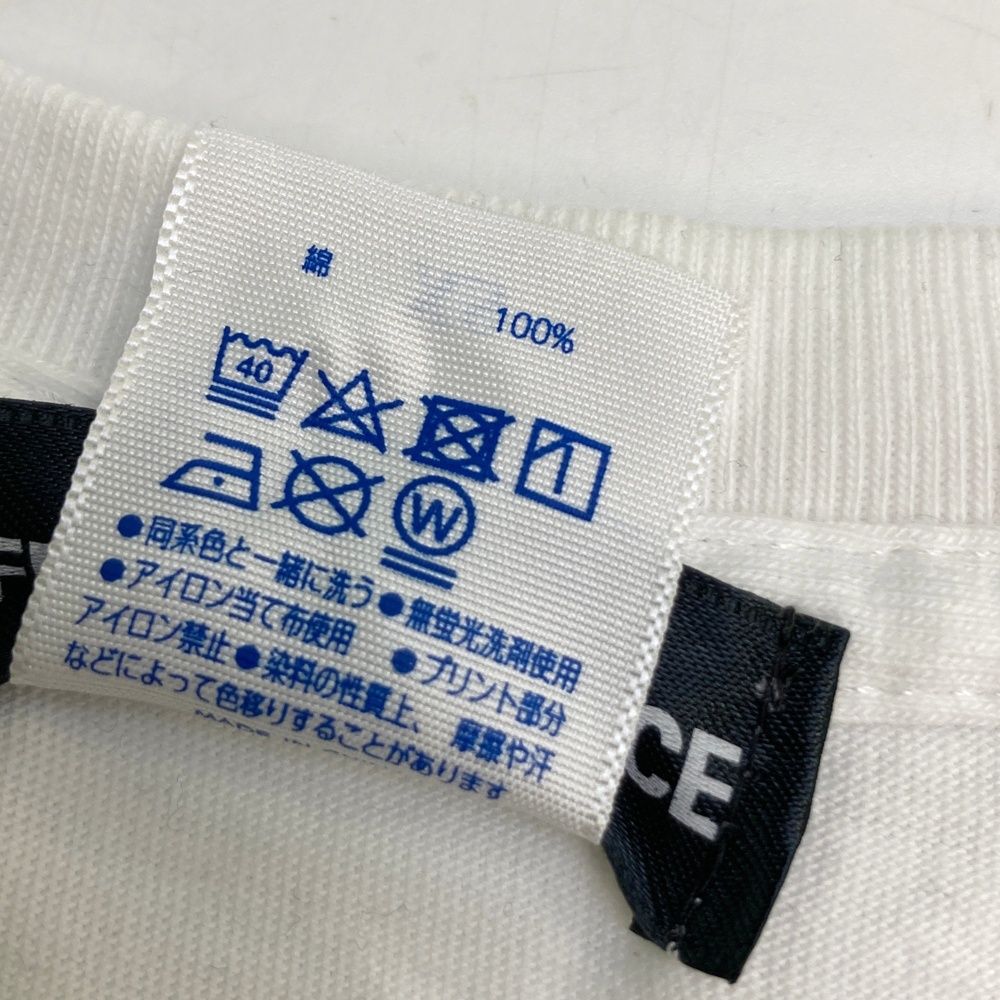 綿 100%
40
W
●同系色と一緒に洗う●無蛍光洗剤使用
●アイロン当て布使用 ●プリント部分
アイロン禁止●染料の性質上、摩擦や汗
などによって色移りすることがあります
MADE IN
CE